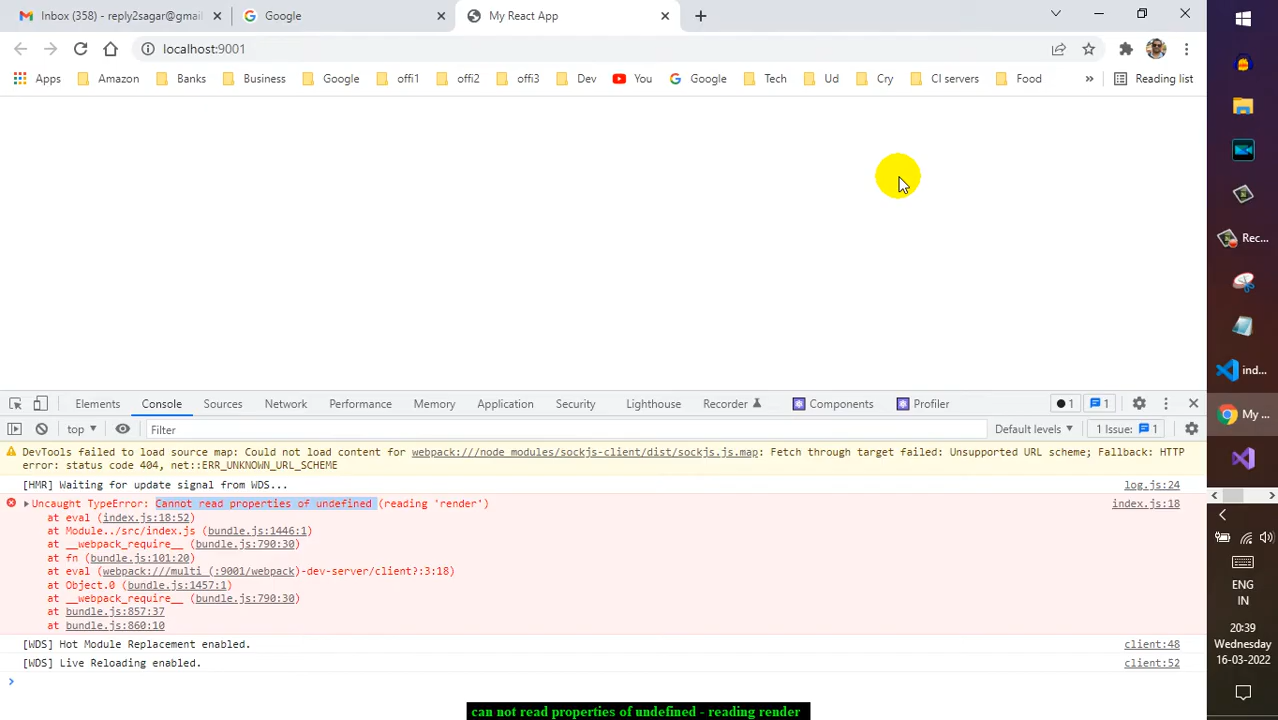 Inbox (358) - reply2sagar@gmail
Google
My React App
localhost:9001
Apps
Amazon
Banks
Business
Google
offi1
offi2
offi3
Dev
You
Google
Tech
Ud
Cry
CI servers
Food
»
Reading list
Elements
Console
Sources
Network
Performance
Memory
Application
Security
Lighthouse
Recorder
Components
Profiler
1
1
top
Filter
Default levels
1 Issue:
1
DevTools failed to load source map: Could not load content for webpack:///node_modules/sockjs-client/dist/sockjs.js.map: Fetch through target failed: Unsupported URL scheme; Fallback: HTTP
error: status code 404, net::ERR_UNKNOWN_URL_SCHEME
[HMR] Waiting for update signal from WDS...
log.js:24
Uncaught TypeError: Cannot read properties of undefined (reading 'render')
index.js:18
at eval (index.js:18:52)
at Module../src/index.js (bundle.js:1446:1)
at __webpack_require__ (bundle.js:790:30)
at fn (bundle.js:101:20)
at eval (webpack:///multi_(:9001/webpack)-dev-server/client?:3:18)
at Object.0 (bundle.js:1457:1)
at __webpack_require__ (bundle.js:790:30)
at bundle.js:857:37
at bundle.js:860:10
[WDS] Hot Module Replacement enabled.
client:48
[WDS] Live Reloading enabled.
client:52
can not read properties of undefined - reading render
Rec...
ind...
My ...
ENG
IN
20:39
Wednesday
16-03-2022